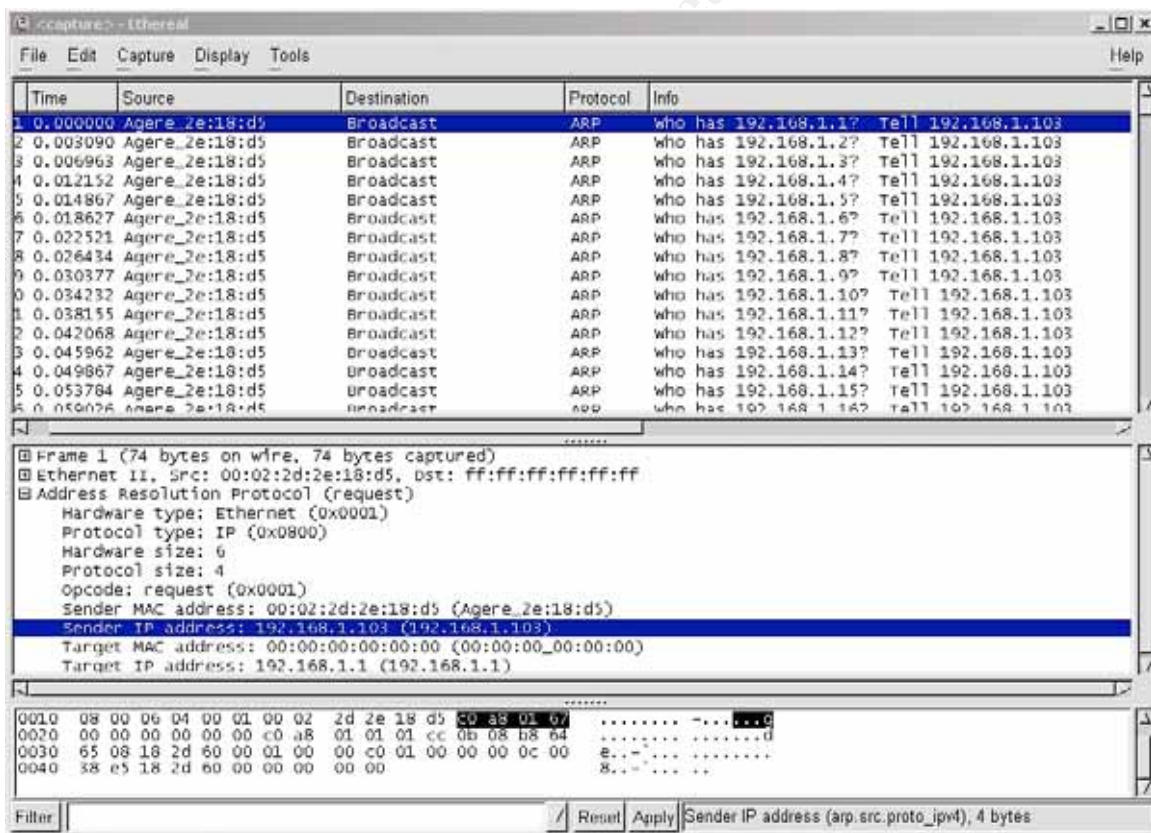 <capture> - Ethereal
File Edit Capture Display Tools Help
Time Source Destination Protocol Info
1 0.000000 Agere_2e:18:d5 Broadcast ARP Who has 192.168.1.1? Tell 192.168.1.103
2 0.003090 Agere_2e:18:d5 Broadcast ARP Who has 192.168.1.2? Tell 192.168.1.103
3 0.006963 Agere_2e:18:d5 Broadcast ARP Who has 192.168.1.3? Tell 192.168.1.103
4 0.012152 Agere_2e:18:d5 Broadcast ARP Who has 192.168.1.4? Tell 192.168.1.103
5 0.014867 Agere_2e:18:d5 Broadcast ARP Who has 192.168.1.5? Tell 192.168.1.103
6 0.018627 Agere_2e:18:d5 Broadcast ARP Who has 192.168.1.6? Tell 192.168.1.103
7 0.022521 Agere_2e:18:d5 Broadcast ARP Who has 192.168.1.7? Tell 192.168.1.103
8 0.026434 Agere_2e:18:d5 Broadcast ARP Who has 192.168.1.8? Tell 192.168.1.103
9 0.030377 Agere_2e:18:d5 Broadcast ARP Who has 192.168.1.9? Tell 192.168.1.103
0 0.034232 Agere_2e:18:d5 Broadcast ARP Who has 192.168.1.10? Tell 192.168.1.103
1 0.038155 Agere_2e:18:d5 Broadcast ARP Who has 192.168.1.11? Tell 192.168.1.103
2 0.042068 Agere_2e:18:d5 Broadcast ARP Who has 192.168.1.12? Tell 192.168.1.103
3 0.045962 Agere_2e:18:d5 Broadcast ARP Who has 192.168.1.13? Tell 192.168.1.103
4 0.049867 Agere_2e:18:d5 Broadcast ARP Who has 192.168.1.14? Tell 192.168.1.103
5 0.053784 Agere_2e:18:d5 Broadcast ARP Who has 192.168.1.15? Tell 192.168.1.103
6 0.059026 Agere_2e:18:d5 Broadcast ARP Who has 192.168.1.16? Tell 192.168.1.103
Frame 1 (74 bytes on wire, 74 bytes captured)
Ethernet II, Src: 00:02:2d:2e:18:d5, Dst: ff:ff:ff:ff:ff:ff
Address Resolution Protocol (request)
Hardware type: Ethernet (0x0001)
Protocol type: IP (0x0800)
Hardware size: 6
Protocol size: 4
Opcode: request (0x0001)
Sender MAC address: 00:02:2d:2e:18:d5 (Agere_2e:18:d5)
Sender IP address: 192.168.1.103 (192.168.1.103)
Target MAC address: 00:00:00:00:00:00 (00:00:00_00:00:00)
Target IP address: 192.168.1.1 (192.168.1.1)
0010 08 00 06 04 00 01 00 02 2d 2e 18 d5 c0 a8 01 67 ........ -......g
0020 00 00 00 00 00 00 c0 a8 01 01 01 cc 0b 08 b8 64 ........ .......d
0030 65 08 18 2d 60 00 01 00 00 c0 01 00 00 00 0c 00 e..-`... ........
0040 38 e5 18 2d 60 00 00 00 00 00 8..-`... ..
Filter: Reset Apply Sender IP address (arp.src.proto_ipv4), 4 bytes